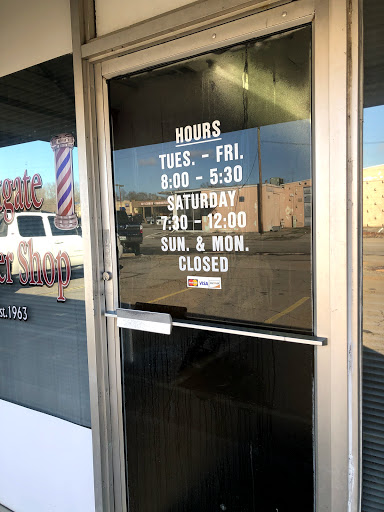 HOURS
TUES. - FRI.
8:00 - 5:30
SATURDAY
7:30 - 12:00
SUN. & MON.
CLOSED
VISA
gate
er Shop
st.1963